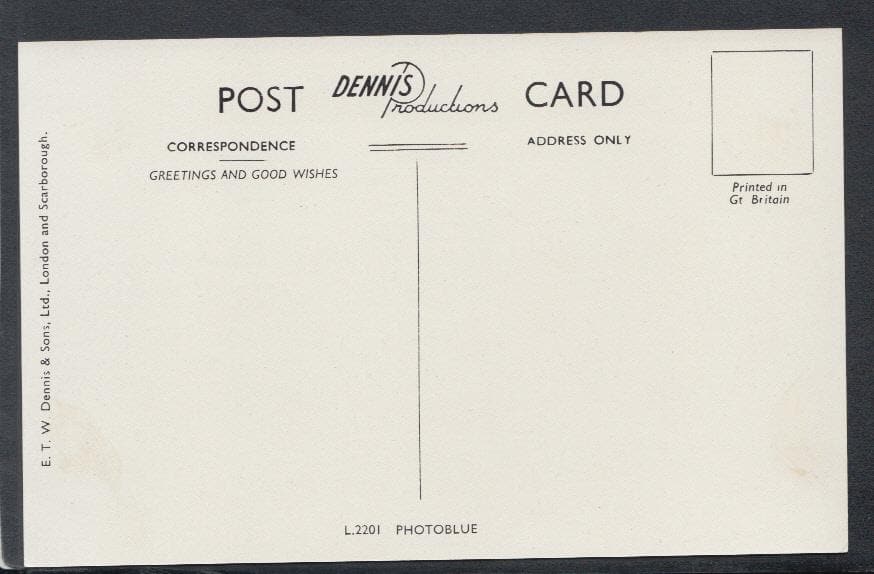 POST DENNIS Productions CARD
CORRESPONDENCE
GREETINGS AND GOOD WISHES
ADDRESS ONLY
Printed in
Gt Britain
E. T. W. Dennis & Sons, Ltd., London and Scarborough.
L.2201 PHOTOBLUE